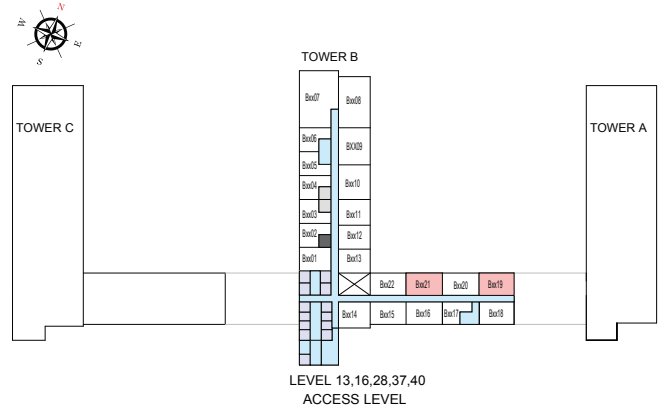 N
W
E
S
TOWER B
TOWER C
TOWER A
Bxx07
Bxx08
Bxx06
BXX09
Bxx05
Bxx04
Bxx10
Bxx03
Bxx11
Bxx02
Bxx12
Bxx01
Bxx13
Bxx22
Bxx21
Bxx20
Bxx19
Bxx14
Bxx15
Bxx16
Bxx17
Bxx18
LEVEL 13,16,28,37,40
ACCESS LEVEL